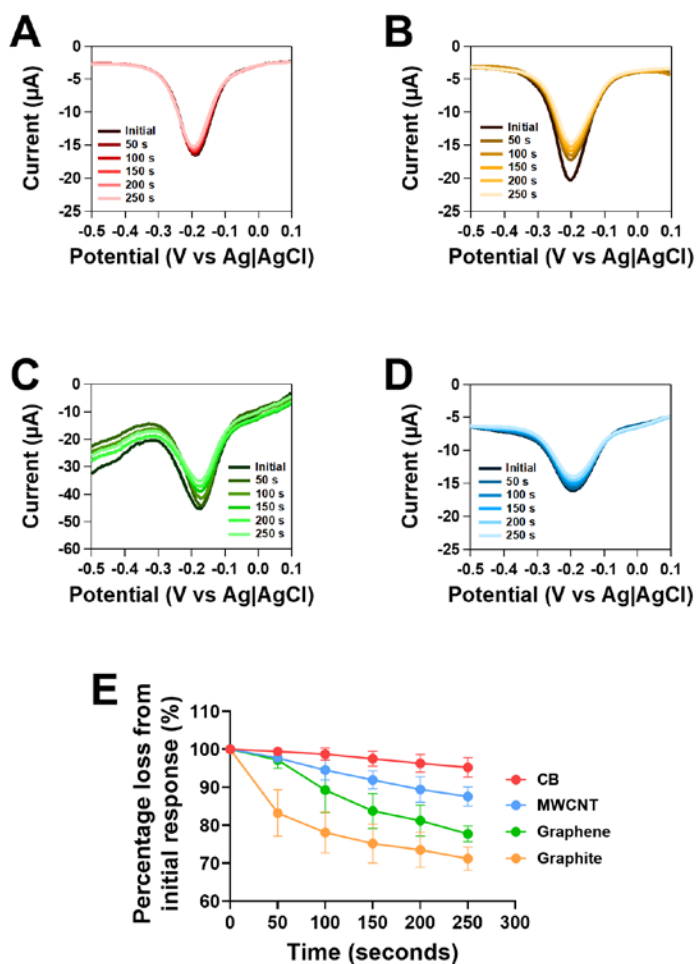 A
0
-5
-10
-15
-20
-25
Current (µA)
Initial
50 s
100 s
150 s
200 s
250 s
-0.5 -0.4 -0.3 -0.2 -0.1 0.0 0.1
Potential (V vs Ag|AgCl)
B
0
-5
-10
-15
-20
-25
Current (µA)
Initial
50 s
100 s
150 s
200 s
250 s
-0.5 -0.4 -0.3 -0.2 -0.1 0.0 0.1
Potential (V vs Ag|AgCl)
C
0
-10
-20
-30
-40
-50
-60
Current (µA)
Initial
50 s
100 s
150 s
200 s
250 s
-0.5 -0.4 -0.3 -0.2 -0.1 0.0 0.1
Potential (V vs Ag|AgCl)
D
0
-5
-10
-15
-20
-25
Current (µA)
Initial
50 s
100 s
150 s
200 s
250 s
-0.5 -0.4 -0.3 -0.2 -0.1 0.0 0.1
Potential (V vs Ag|AgCl)
E
Percentage loss from
initial response (%)
110
100
90
80
70
60
CB
MWCNT
Graphene
Graphite
0 50 100 150 200 250 300
Time (seconds)